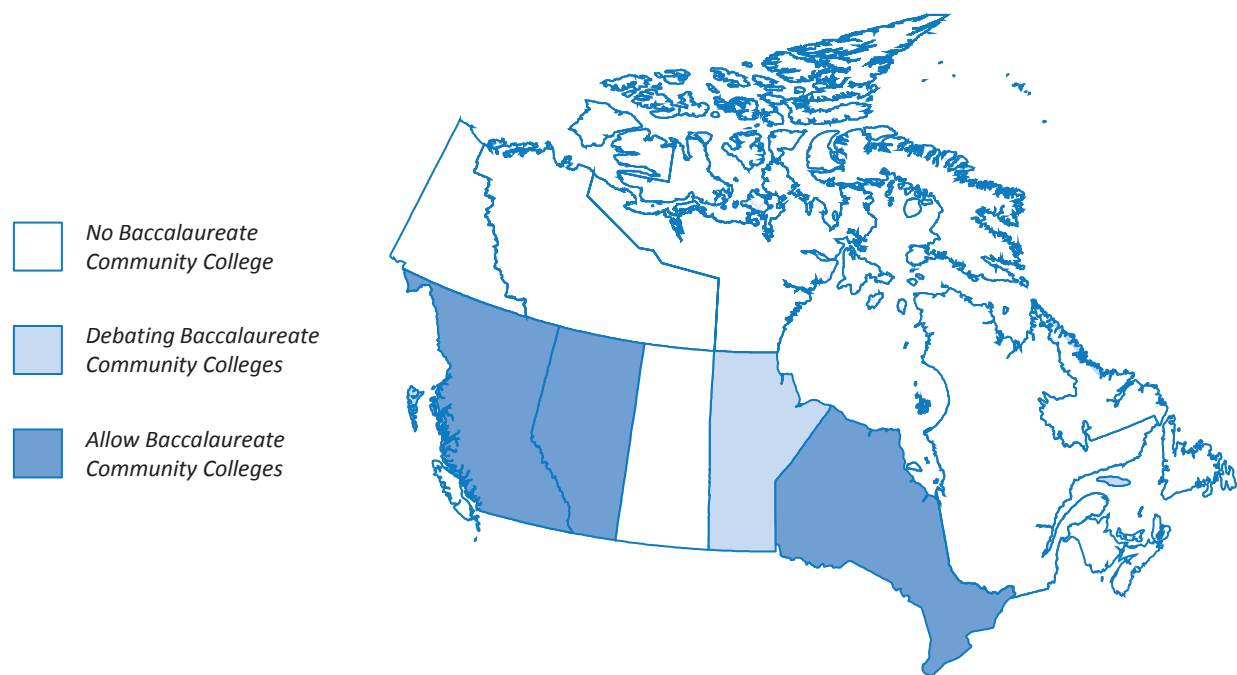 No Baccalaureate
Community College
Debating Baccalaureate
Community Colleges
Allow Baccalaureate
Community Colleges